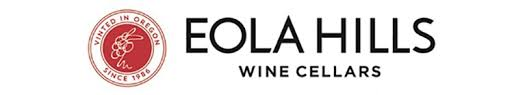 VINTED IN OREGON
SINCE 1986
EOLA HILLS
WINE CELLARS